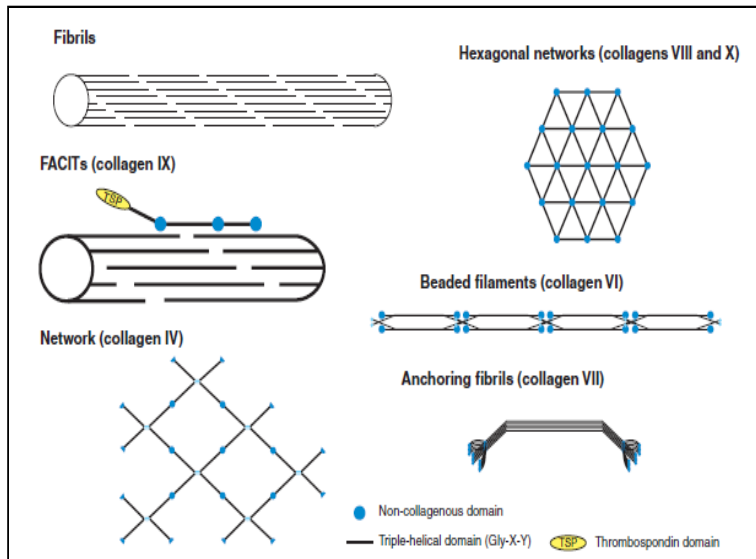 Fibrils
Hexagonal networks (collagens VIII and X)
FACITs (collagen IX)
TSP
Beaded filaments (collagen VI)
Network (collagen IV)
Anchoring fibrils (collagen VII)
Non-collagenous domain
Triple-helical domain (Gly-X-Y)
TSP Thrombospondin domain